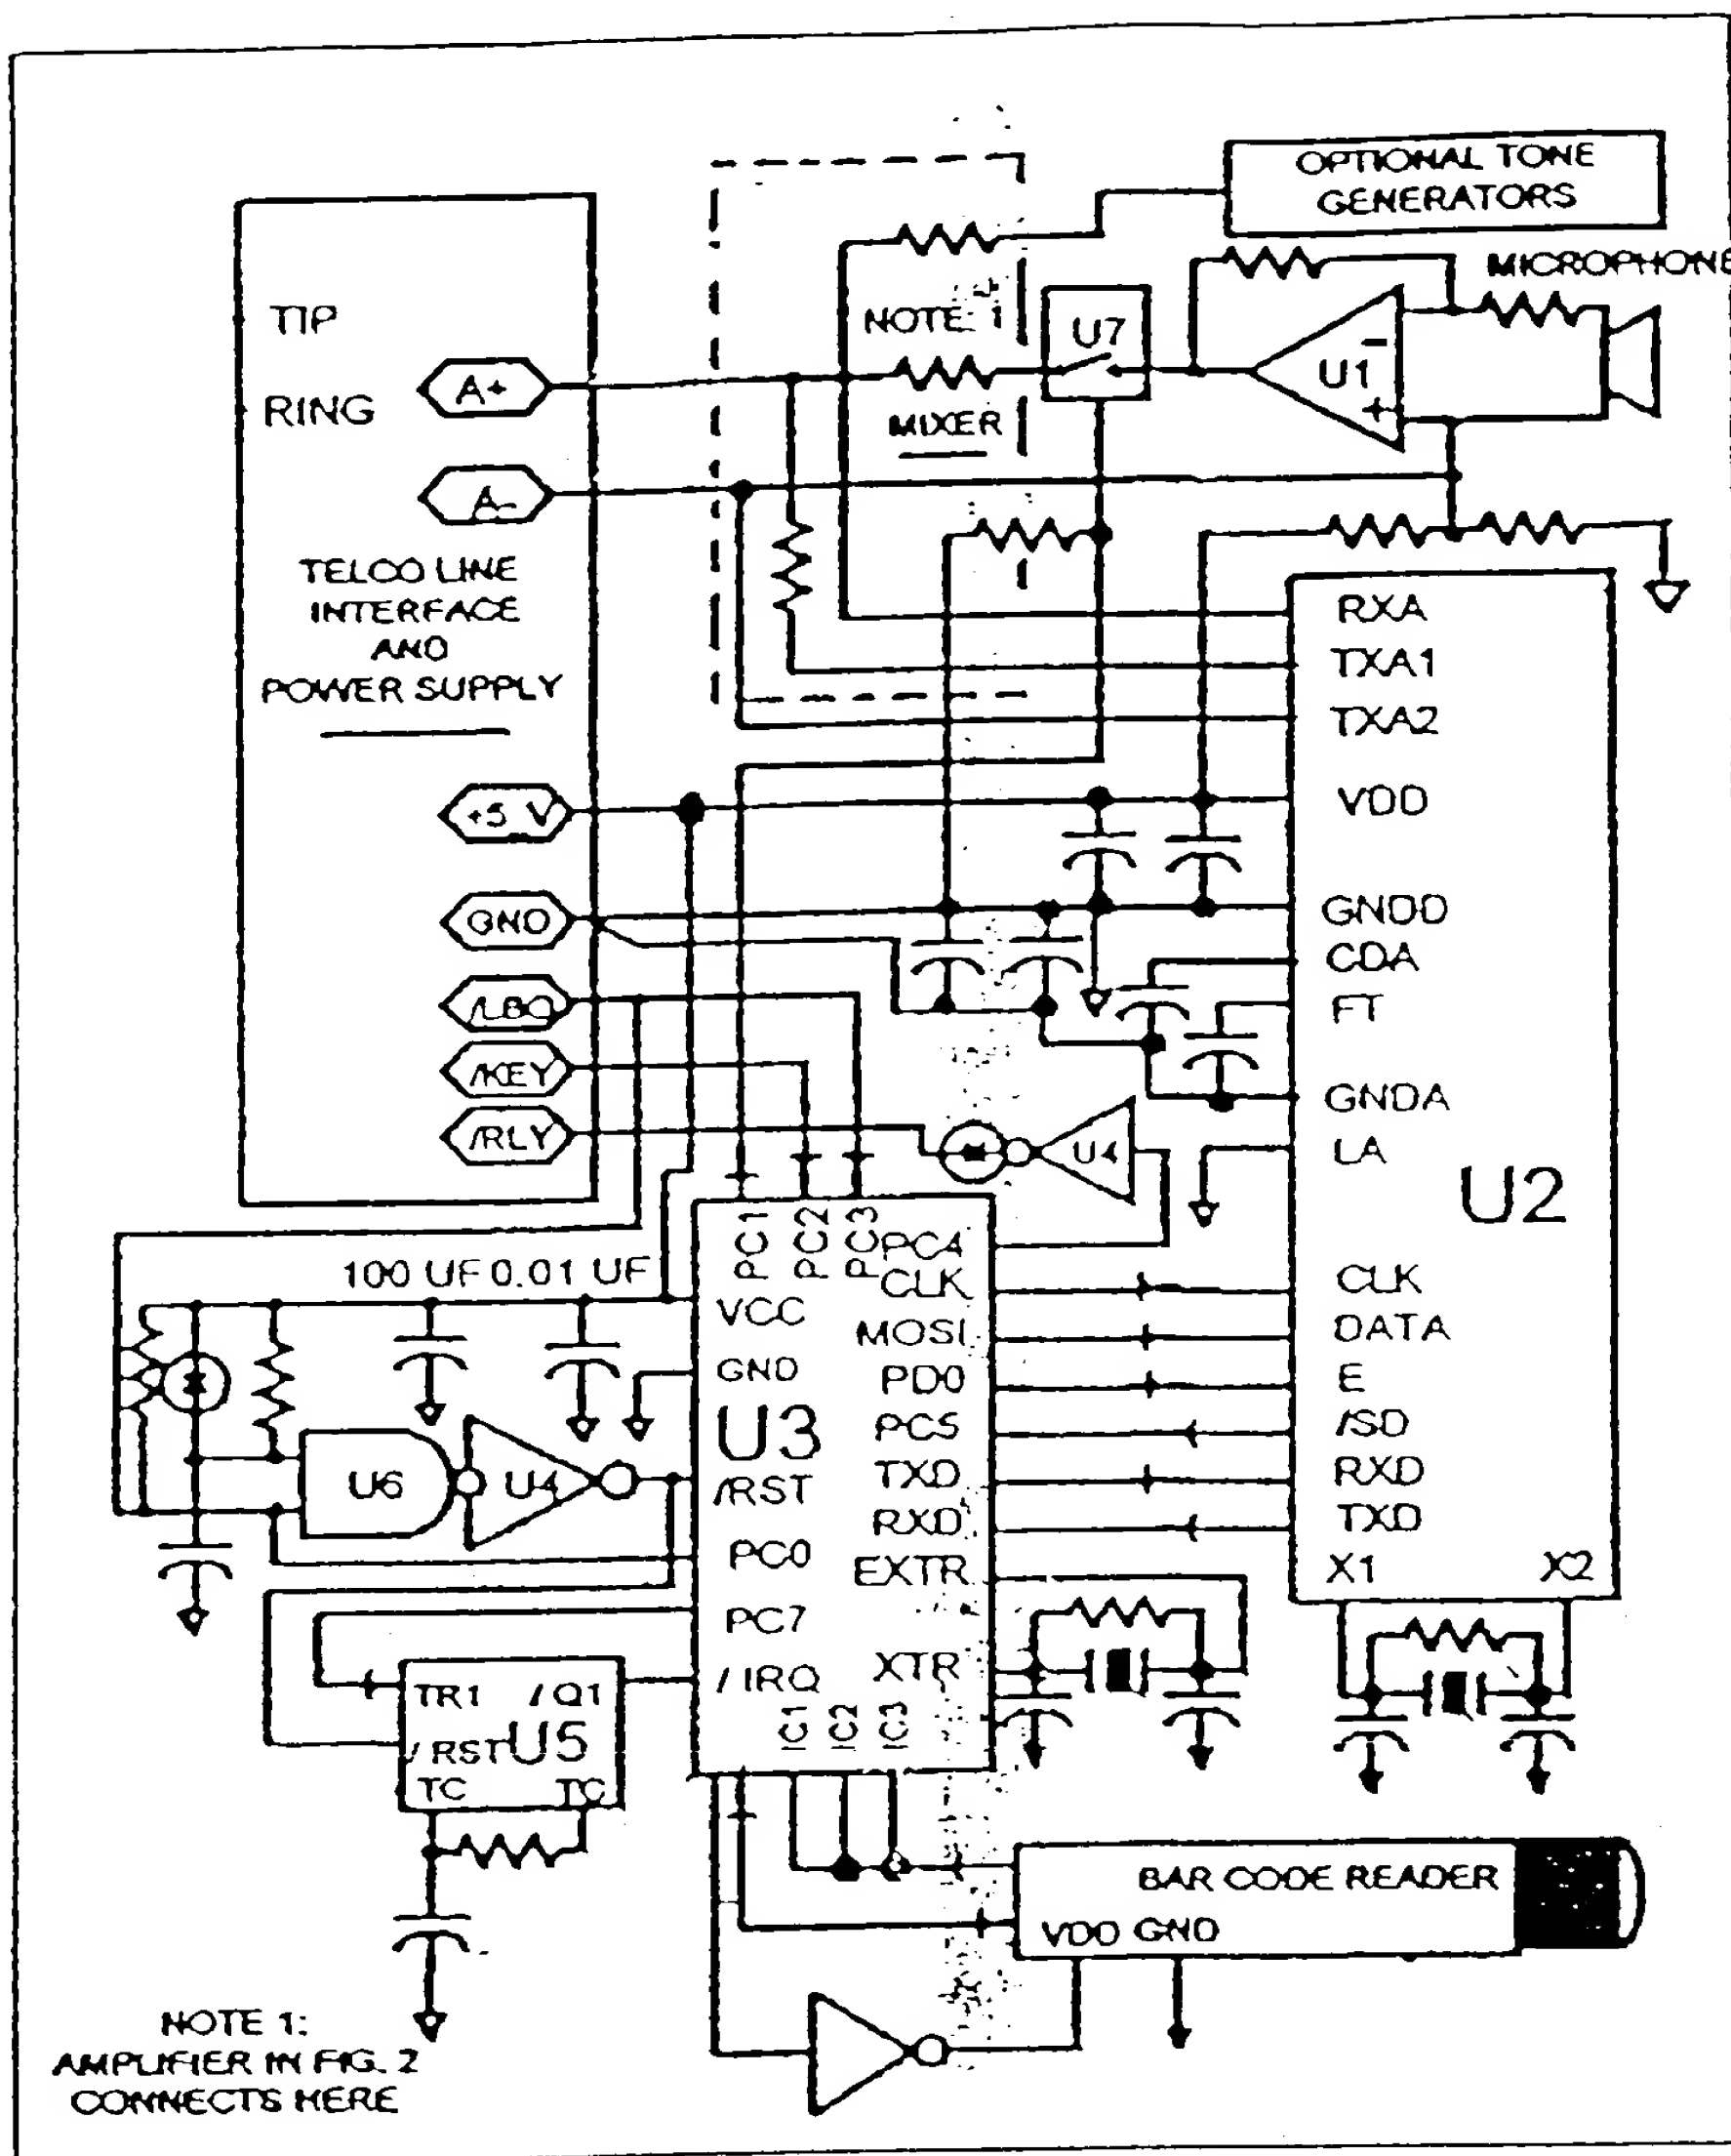 OPTIONAL TONE
GENERATORS
MICROPHONE
TIP
RING
A+
A-
NOTE 1
MIXER
U7
U1
-
+
TELCO LINE
INTERFACE
AND
POWER SUPPLY
+5 V
GND
/LBO
/KEY
/RLY
RXA
TXA1
TXA2
VDD
GNDD
CDA
FT
GNDA
LA
U2
CLK
DATA
E
/SD
RXD
TXD
X1 X2
U4
100 UF 0.01 UF
PC1
PC2
PC3
PC4
CLK
MOSI
PD0
PC5
TXD
RXD
EXTR
XTR
VCC
GND
U3
/RST
PC0
PC7
/ IRQ
C1
C2
C3
U6
U4
TR1 / Q1
/ RST U5
TC TC
BAR CODE READER
VDD GND
NOTE 1:
AMPLIFIER IN FIG. 2
CONNECTS HERE